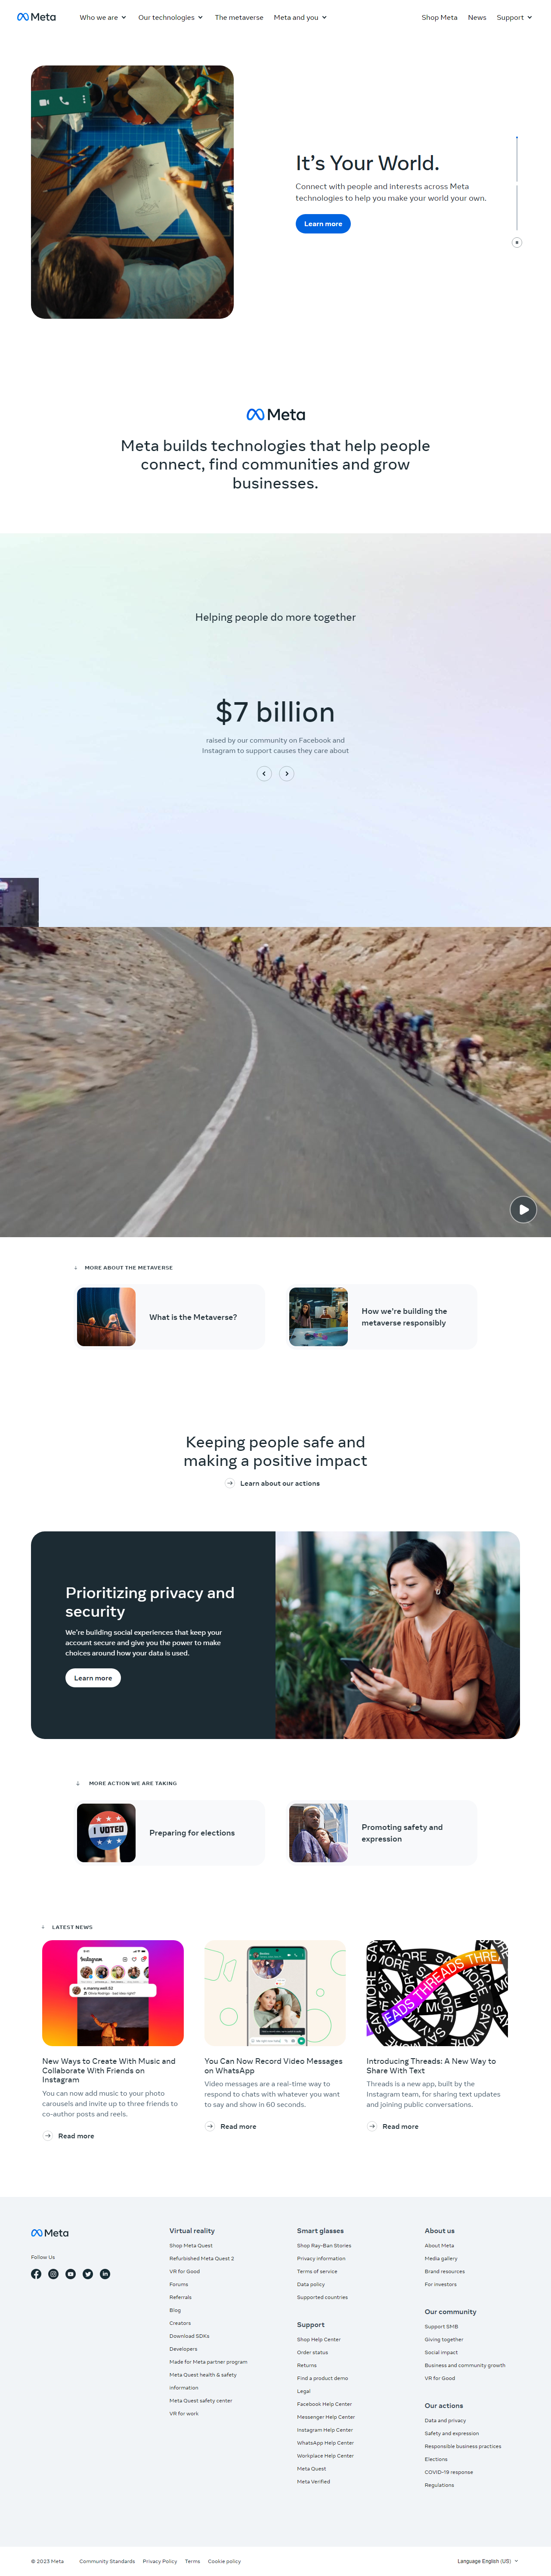 Meta
Who we are
Our technologies
The metaverse
Meta and you
Shop Meta
News
Support
It's Your World.
Connect with people and interests across Meta
technologies to help you make your world your own.
Learn more
Meta
Meta builds technologies that help people
connect, find communities and grow
businesses.
Helping people do more together
$7 billion
raised by our community on Facebook and
Instagram to support causes they care about
MORE ABOUT THE METAVERSE
What is the Metaverse?
How we're building the
metaverse responsibly
Keeping people safe and
making a positive impact
Learn about our actions
Prioritizing privacy and
security
We're building social experiences that keep your
account secure and give you the power to make
choices around how your data is used.
Learn more
MORE ACTION WE ARE TAKING
I VOTED
Preparing for elections
Promoting safety and
expression
LATEST NEWS
Instagram
SAY MORE
THREADS
New Ways to Create With Music and
Collaborate With Friends on
Instagram
You can now add music to your photo
carousels and invite up to three friends to
co-author posts and reels.
Read more
You Can Now Record Video Messages
on WhatsApp
Video messages are a real-time way to
respond to chats with whatever you want
to say and show in 60 seconds.
Read more
Introducing Threads: A New Way to
Share With Text
Threads is a new app, built by the
Instagram team, for sharing text updates
and joining public conversations.
Read more
Meta
Follow Us
Virtual reality
Shop Meta Quest
Refurbished Meta Quest 2
VR for Good
Forums
Referrals
Blog
Creators
Download SDKs
Developers
Made for Meta partner program
Meta Quest health & safety
information
Meta Quest safety center
VR for work
Smart glasses
Shop Ray-Ban Stories
Privacy information
Terms of service
Data policy
Supported countries
Support
Shop Help Center
Order status
Returns
Find a product demo
Legal
Facebook Help Center
Messenger Help Center
Instagram Help Center
WhatsApp Help Center
Workplace Help Center
Meta Quest
Meta Verified
About us
About Meta
Media gallery
Brand resources
For investors
Our community
Support SMB
Giving together
Social impact
Business and community growth
VR for Good
Our actions
Data and privacy
Safety and expression
Responsible business practices
Elections
COVID-19 response
Regulations
© 2023 Meta
Community Standards
Privacy Policy
Terms
Cookie policy
Language English (US)